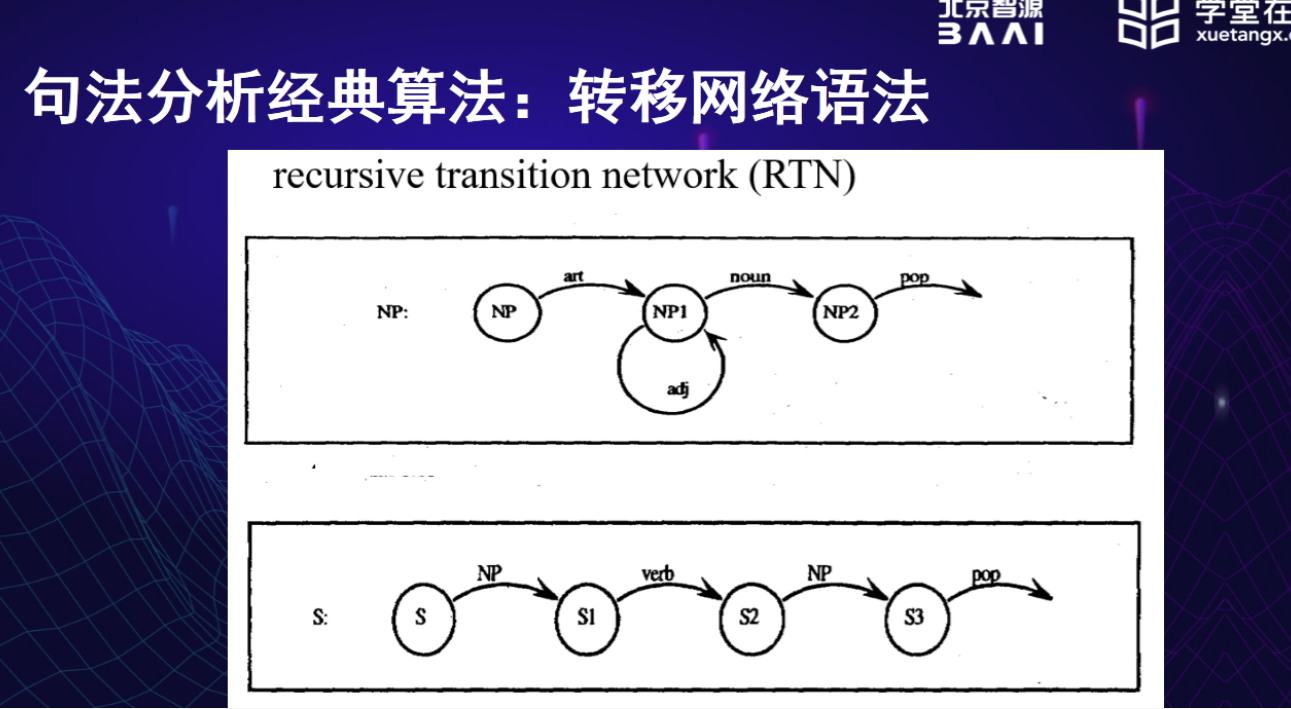 北京智源
BAAI
学堂在
xuetangx.
句法分析经典算法：转移网络语法
recursive transition network (RTN)
art
noun
pop
NP:
NP
NP1
NP2
adj
NP
verb
NP
pop
S:
S
S1
S2
S3